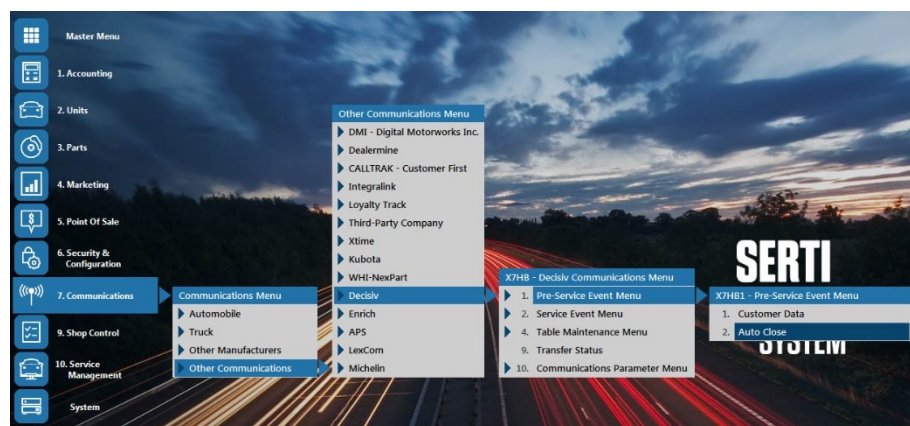 Master Menu
1. Accounting
2. Units
3. Parts
4. Marketing
5. Point Of Sale
6. Security &
Configuration
7. Communications
9. Shop Control
10. Service
Management
System
Communications Menu
Automobile
Truck
Other Manufacturers
Other Communications
Other Communications Menu
DMI - Digital Motorworks Inc.
Dealermine
CALLTRAK - Customer First
Integralink
Loyalty Track
Third-Party Company
Xtime
Kubota
WHI-NexPart
Decisiv
Enrich
APS
LexCom
Michelin
X7HB - Decisiv Communications Menu
1. Pre-Service Event Menu
2. Service Event Menu
4. Table Maintenance Menu
9. Transfer Status
10. Communications Parameter Menu
X7HB1 - Pre-Service Event Menu
1. Customer Data
2. Auto Close
SERTI
SYSTEM